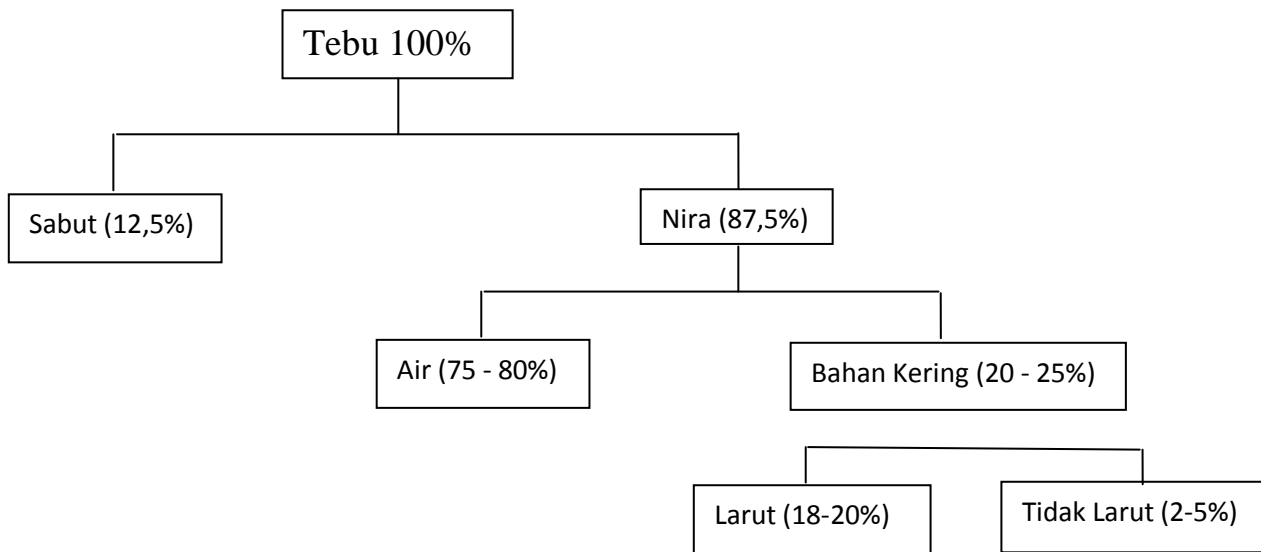 Tebu 100%
Sabut (12,5%)
Nira (87,5%)
Air (75 - 80%)
Bahan Kering (20 - 25%)
Larut (18-20%)
Tidak Larut (2-5%)